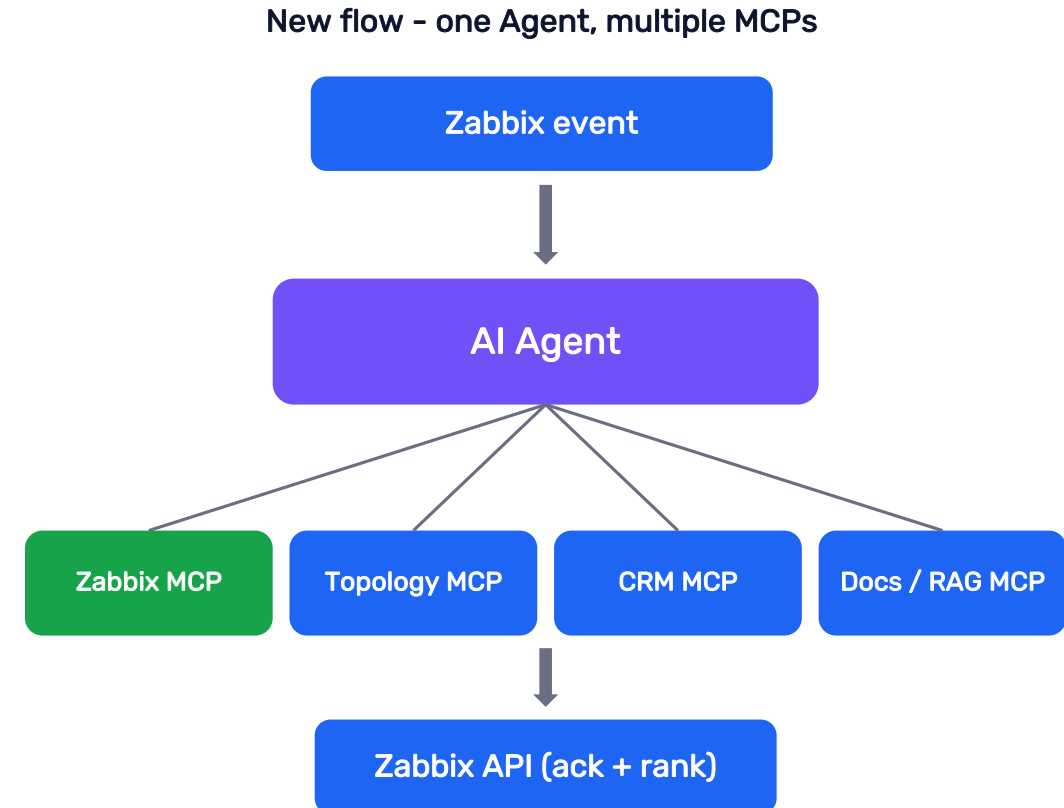 New flow - one Agent, multiple MCPs
Zabbix event
AI Agent
Zabbix MCP
Topology MCP
CRM MCP
Docs / RAG MCP
Zabbix API (ack + rank)